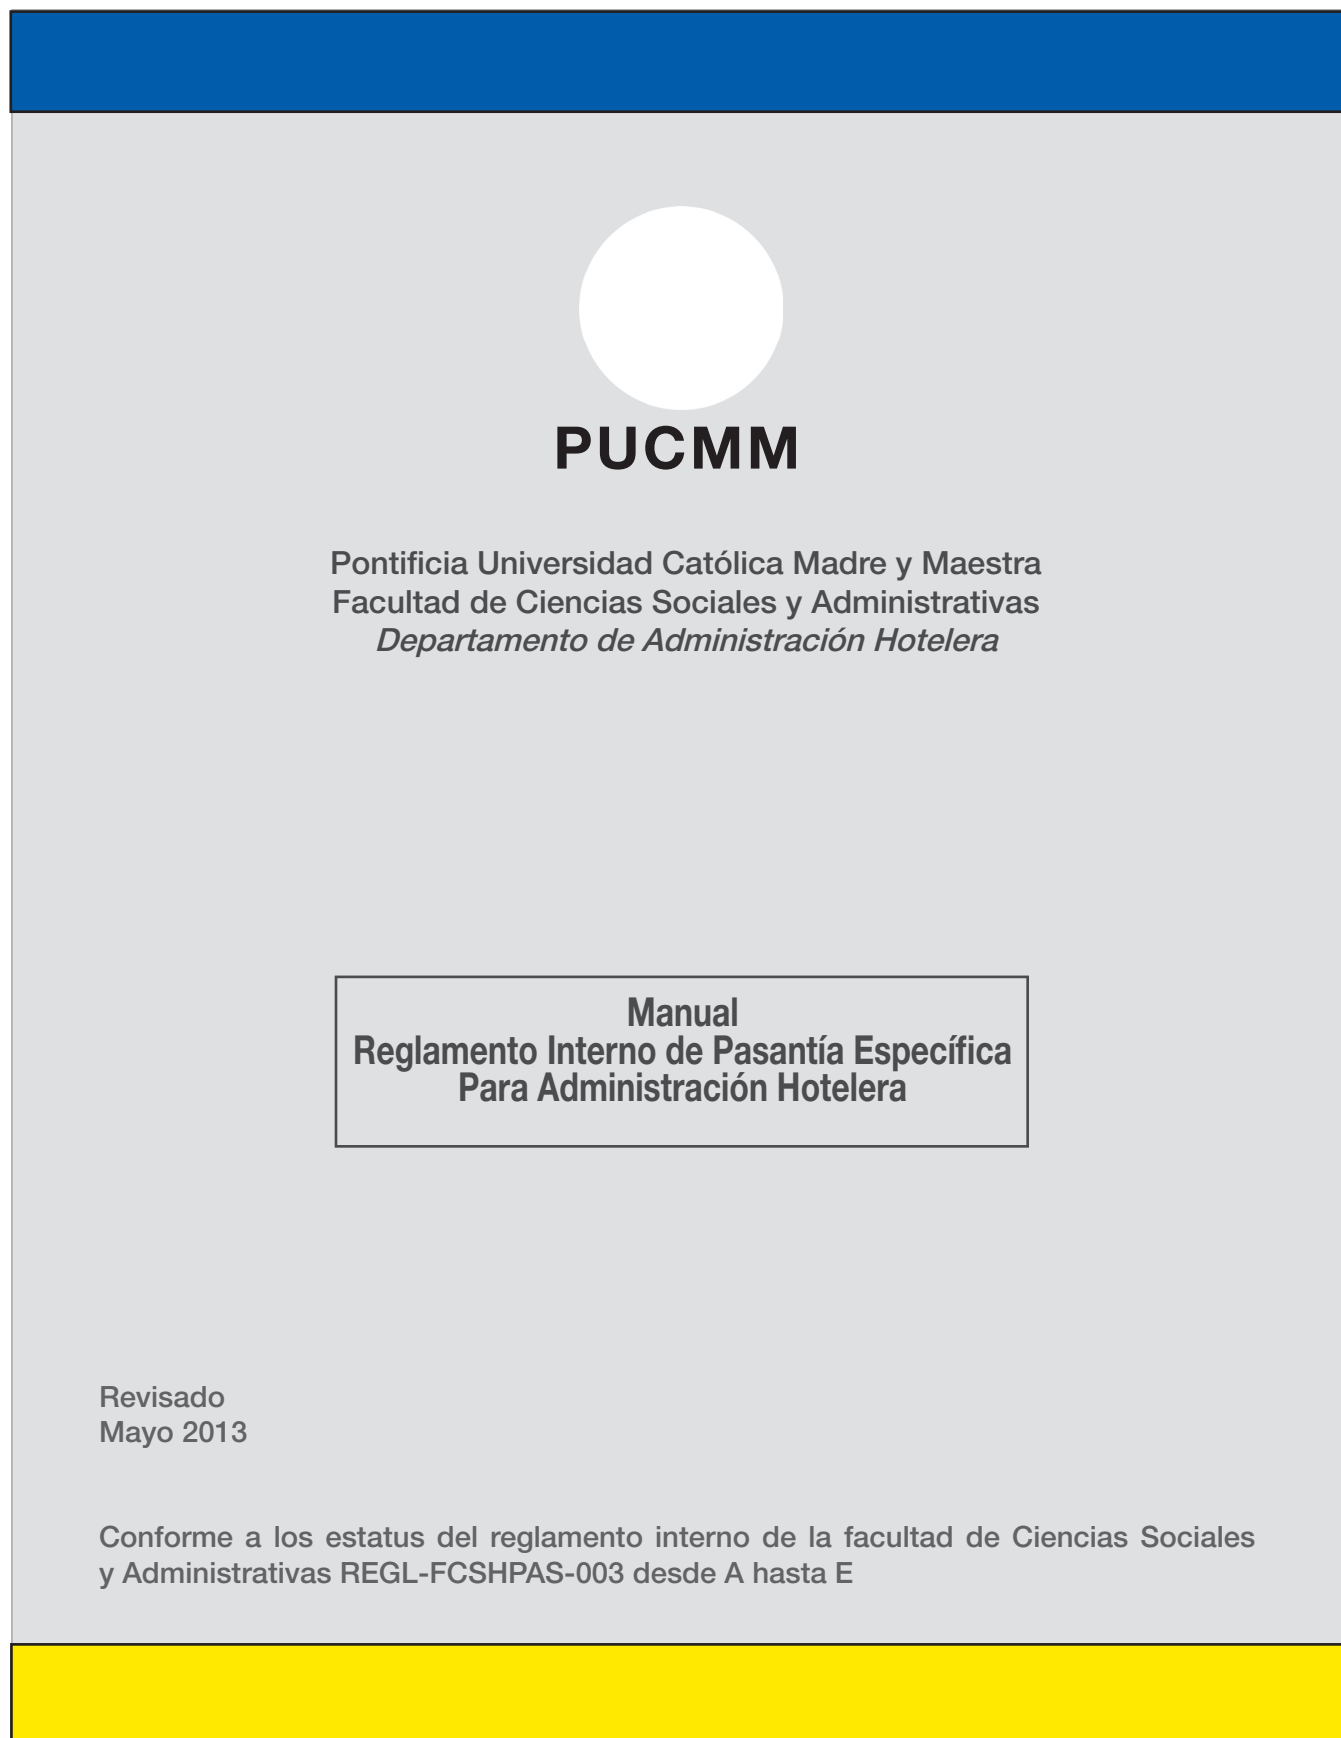 PUCMM
Pontificia Universidad Católica Madre y Maestra
Facultad de Ciencias Sociales y Administrativas
Departamento de Administración Hotelera
Manual
Reglamento Interno de Pasantía Específica
Para Administración Hotelera
Revisado
Mayo 2013
Conforme a los estatus del reglamento interno de la facultad de Ciencias Sociales
y Administrativas REGL-FCSHPAS-003 desde A hasta E